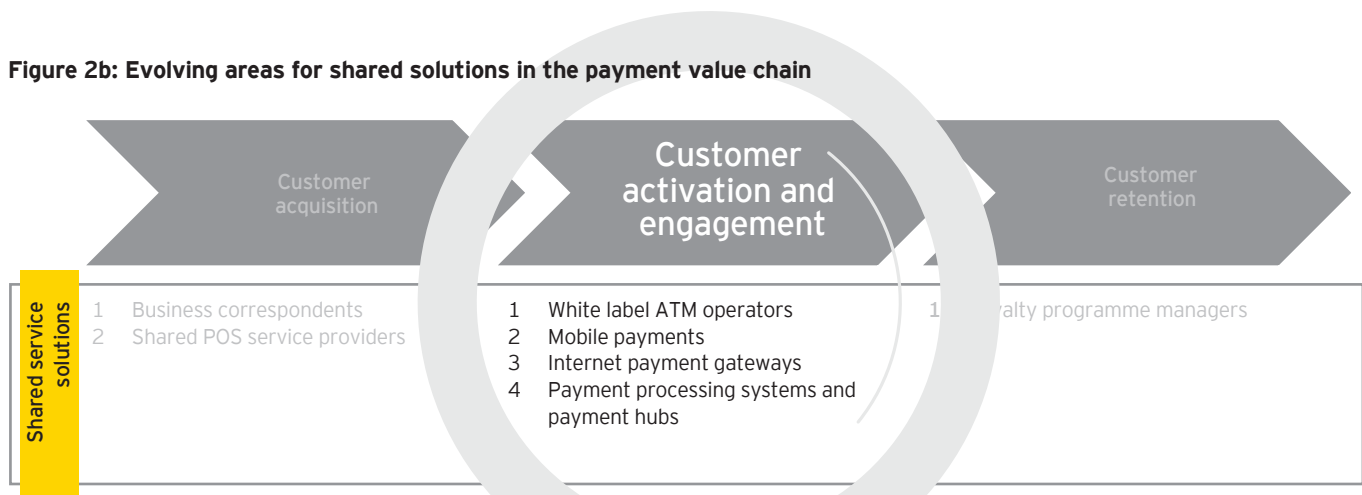 Figure 2b: Evolving areas for shared solutions in the payment value chain
Customer
acquisition
Customer
activation and
engagement
Customer
retention
Shared service
solutions
1 Business correspondents
2 Shared POS service providers
1 White label ATM operators
2 Mobile payments
3 Internet payment gateways
4 Payment processing systems and
payment hubs
1 programme managers